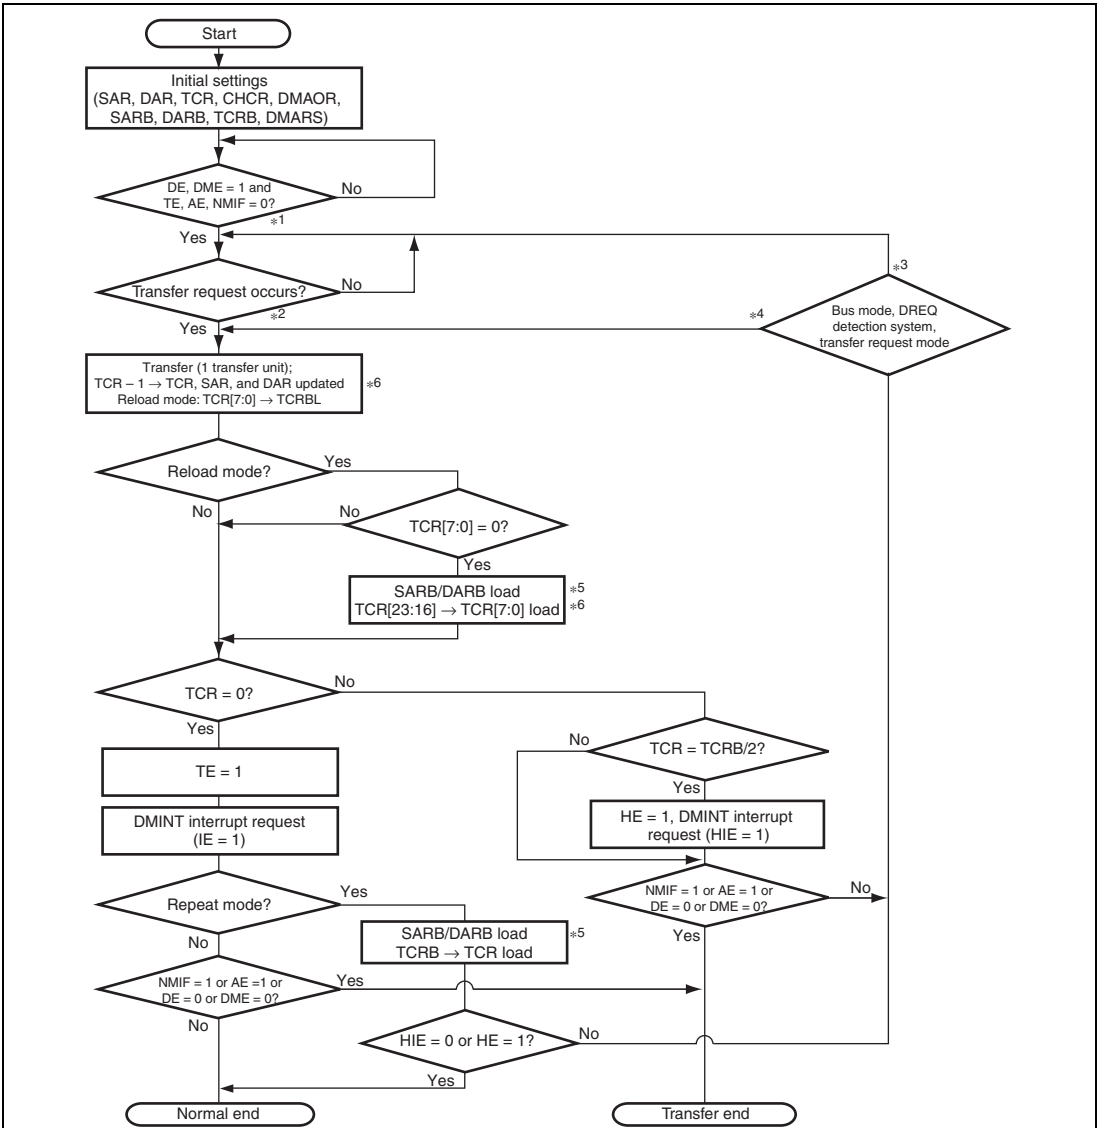 Start
Initial settings
(SAR, DAR, TCR, CHCR, DMAOR,
SARB, DARB, TCRB, DMARS)
DE, DME = 1 and
TE, AE, NMIF = 0?
No
*1
Yes
*3
Transfer request occurs?
No
*2
Yes
*4
Bus mode, DREQ
detection system,
transfer request mode
Transfer (1 transfer unit);
TCR – 1 → TCR, SAR, and DAR updated
Reload mode: TCR[7:0] → TCRBL
*6
Reload mode?
Yes
No
No
TCR[7:0] = 0?
Yes
SARB/DARB load
TCR[23:16] → TCR[7:0] load
*5
*6
TCR = 0?
No
Yes
No
TCR = TCRB/2?
Yes
TE = 1
DMINT interrupt request
(IE = 1)
HE = 1, DMINT interrupt
request (HIE = 1)
Repeat mode?
Yes
No
NMIF = 1 or AE = 1 or
DE = 0 or DME = 0?
No
Yes
SARB/DARB load
TCRB → TCR load
*5
NMIF = 1 or AE =1 or
DE = 0 or DME = 0?
Yes
No
HIE = 0 or HE = 1?
No
Yes
Normal end
Transfer end